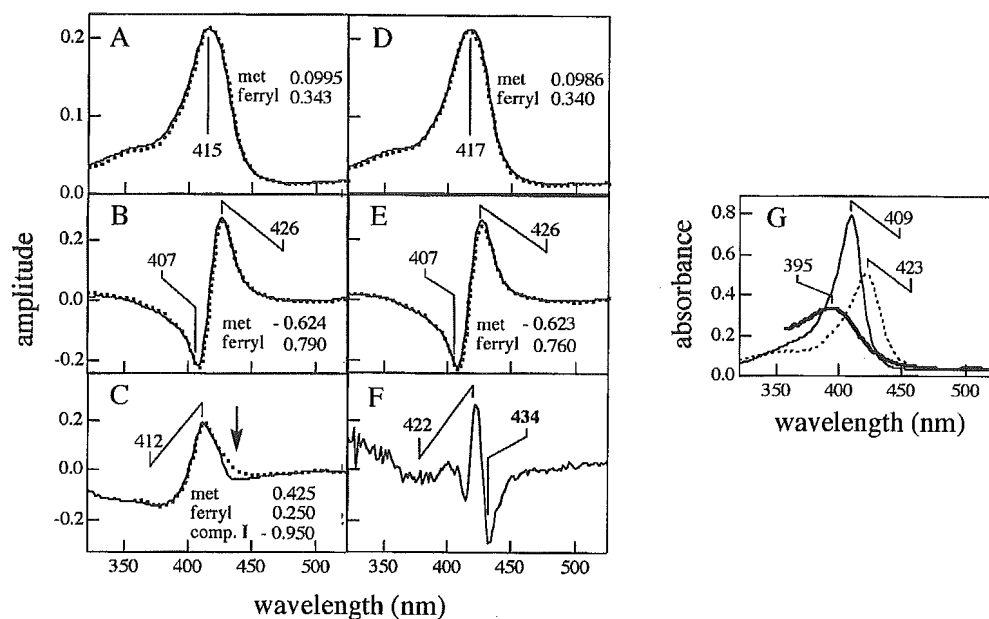 A
0.2
0.1
0.0
met 0.0995
ferryl 0.343
415
D
met 0.0986
ferryl 0.340
417
B
0.2
0.0
-0.2
407
426
met - 0.624
ferryl 0.790
E
407
426
met - 0.623
ferryl 0.760
amplitude
C
0.2
0.0
-0.2
412
met 0.425
ferryl 0.250
comp. I - 0.950
F
422
434
350 400 450 500
350 400 450 500
wavelength (nm)
G
0.8
0.6
0.4
0.2
0.0
409
395
423
absorbance
350 400 450 500
wavelength (nm)